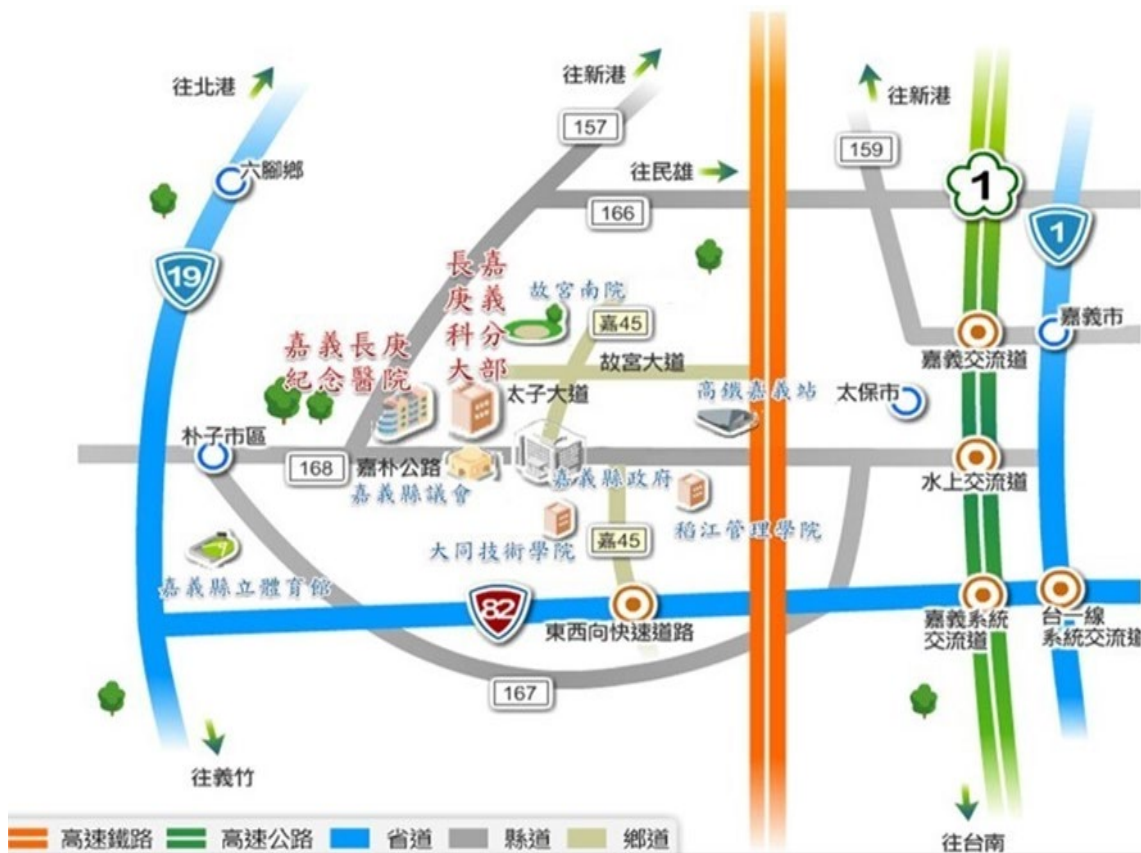 往北港
往新港
往新港
157
159
六腳鄉
往民雄
1
166
1
19
長庚科大
嘉義分部
故宮南院
嘉45
嘉義市
嘉義長庚
紀念醫院
故宮大道
嘉義交流道
太子大道
高鐵嘉義站
太保市
朴子市區
168
嘉朴公路
嘉義縣議會
嘉義縣政府
水上交流道
大同技術學院
嘉45
稻江管理學院
嘉義縣立體育館
82
東西向快速道路
嘉義系統
交流道
台一線
系統交流道
167
往義竹
往台南
高速鐵路 高速公路 省道 縣道 鄉道